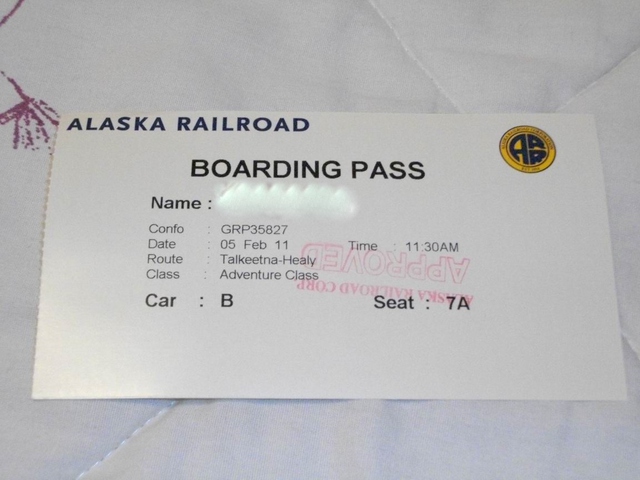 ALASKA RAILROAD
ARR
BOARDING PASS
Name :
Confo : GRP35827
Date : 05 Feb 11 Time : 11:30AM
Route : Talkeetna-Healy
Class : Adventure Class
APPROVED
ALASKA RAILROAD CORP
Car : B Seat : 7A